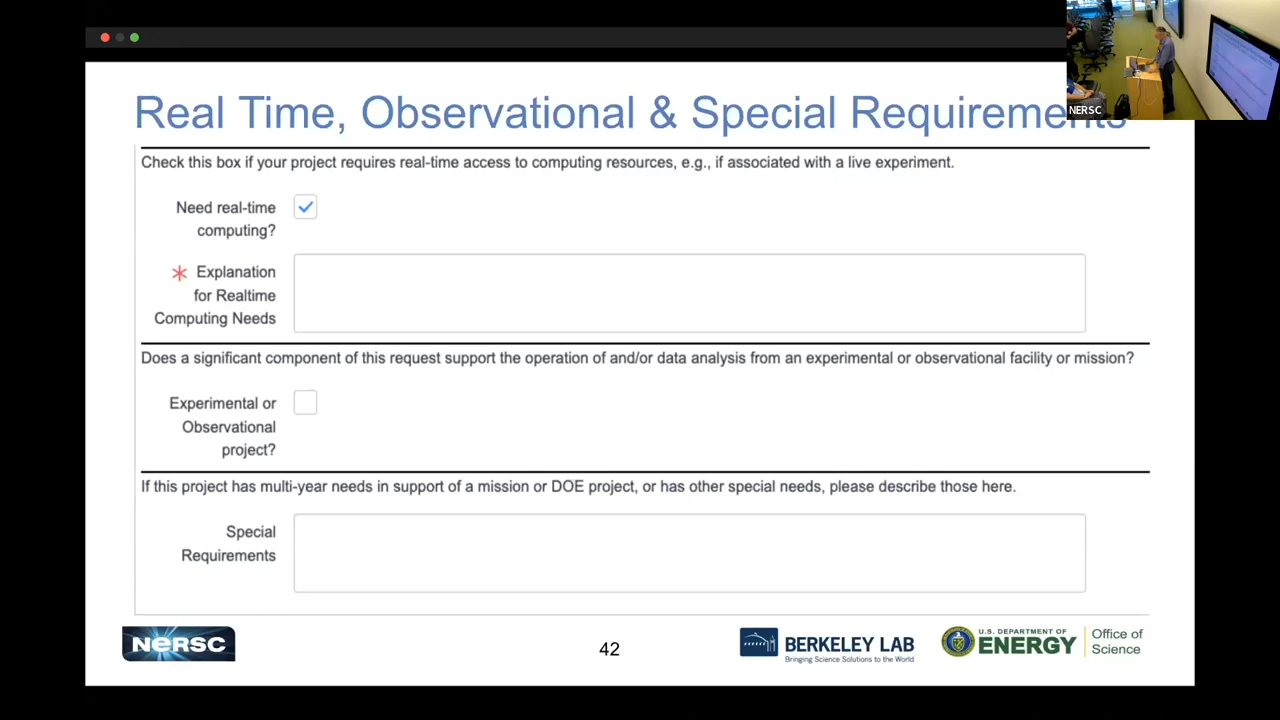 NERSC
Real Time, Observational & Special Requirements
Check this box if your project requires real-time access to computing resources, e.g., if associated with a live experiment.
Need real-time
computing?
* Explanation
for Realtime
Computing Needs
Does a significant component of this request support the operation of and/or data analysis from an experimental or observational facility or mission?
Experimental or
Observational
project?
If this project has multi-year needs in support of a mission or DOE project, or has other special needs, please describe those here.
Special
Requirements
NERSC
42
BERKELEY LAB
Bringing Science Solutions to the World
U.S. DEPARTMENT OF
ENERGY
Office of
Science